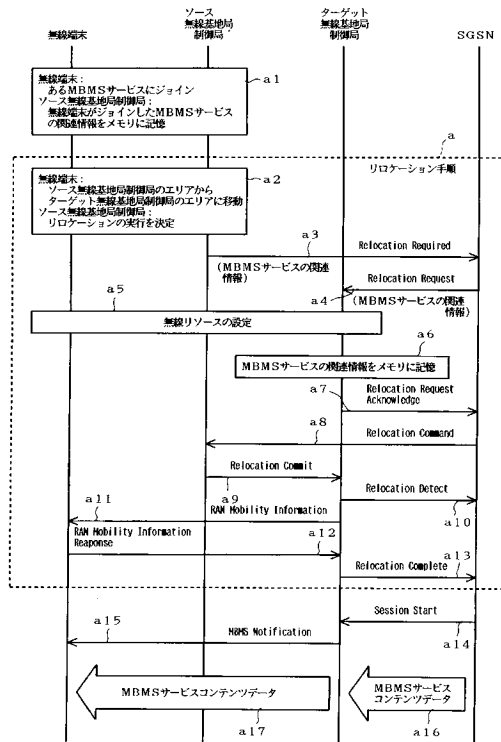 無線端末
ソース
無線基地局
制御局
ターゲット
無線基地局
制御局
SGSN
無線端末：
あるMBMSサービスにジョイン
ソース無線基地局制御局：
無線端末がジョインしたMBMSサービス
の関連情報をメモリに記憶
a1
a
リロケーション手順
無線端末：
ソース無線基地局制御局のエリアから
ターゲット無線基地局制御局のエリアに移動
ソース無線基地局制御局：
リロケーションの実行を決定
a2
a3
Relocation Required
(MBMSサービスの関連
情報)
Relocation Request
a4
(MBMSサービスの関連
情報)
a5
無線リソースの設定
a6
MBMSサービスの関連情報をメモリに記憶
a7
Relocation Request
Acknowledge
a8
Relocation Command
Relocation Commit
a9
Relocation Detect
a10
a11
RAN Mobility Information
RAN Mobility Information
Reaponse
a12
Relocation Complete
a13
Session Start
a14
a15
MBMS Notification
MBMSサービスコンテンツデータ
a17
MBMSサービス
コンテンツデータ
a16